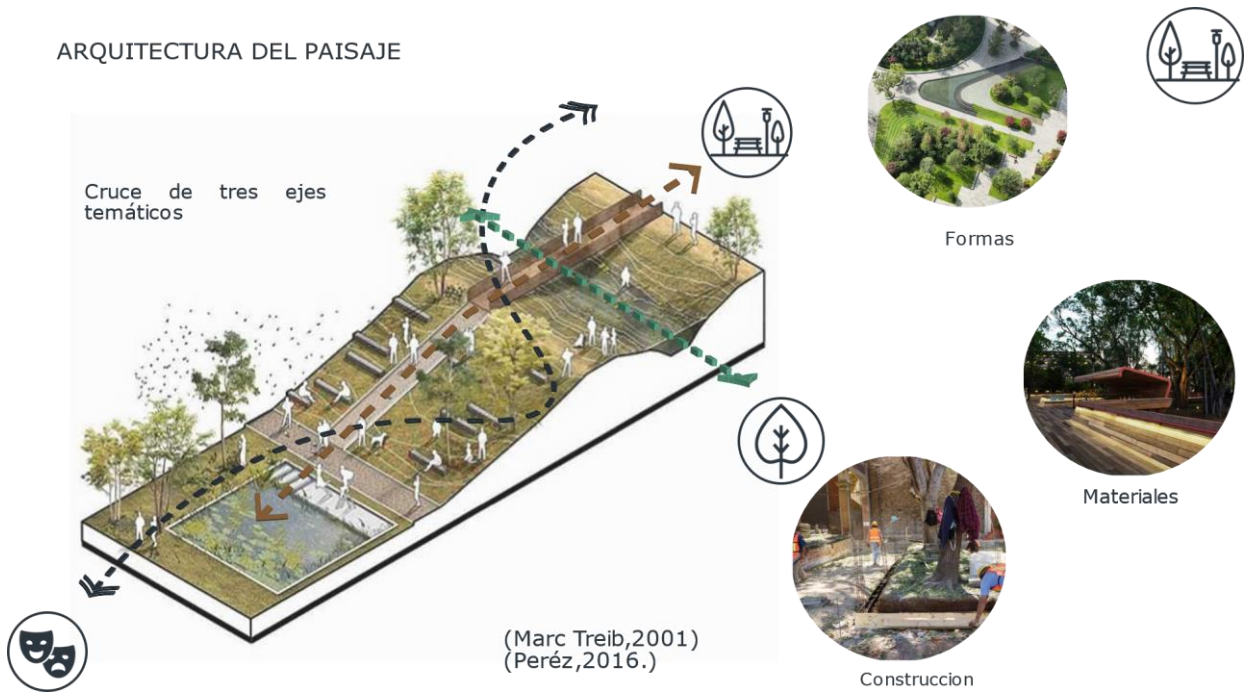 ARQUITECTURA DEL PAISAJE
Cruce de tres ejes
temáticos
Formas
Materiales
(Marc Treib,2001)
(Peréz,2016.)
Construccion